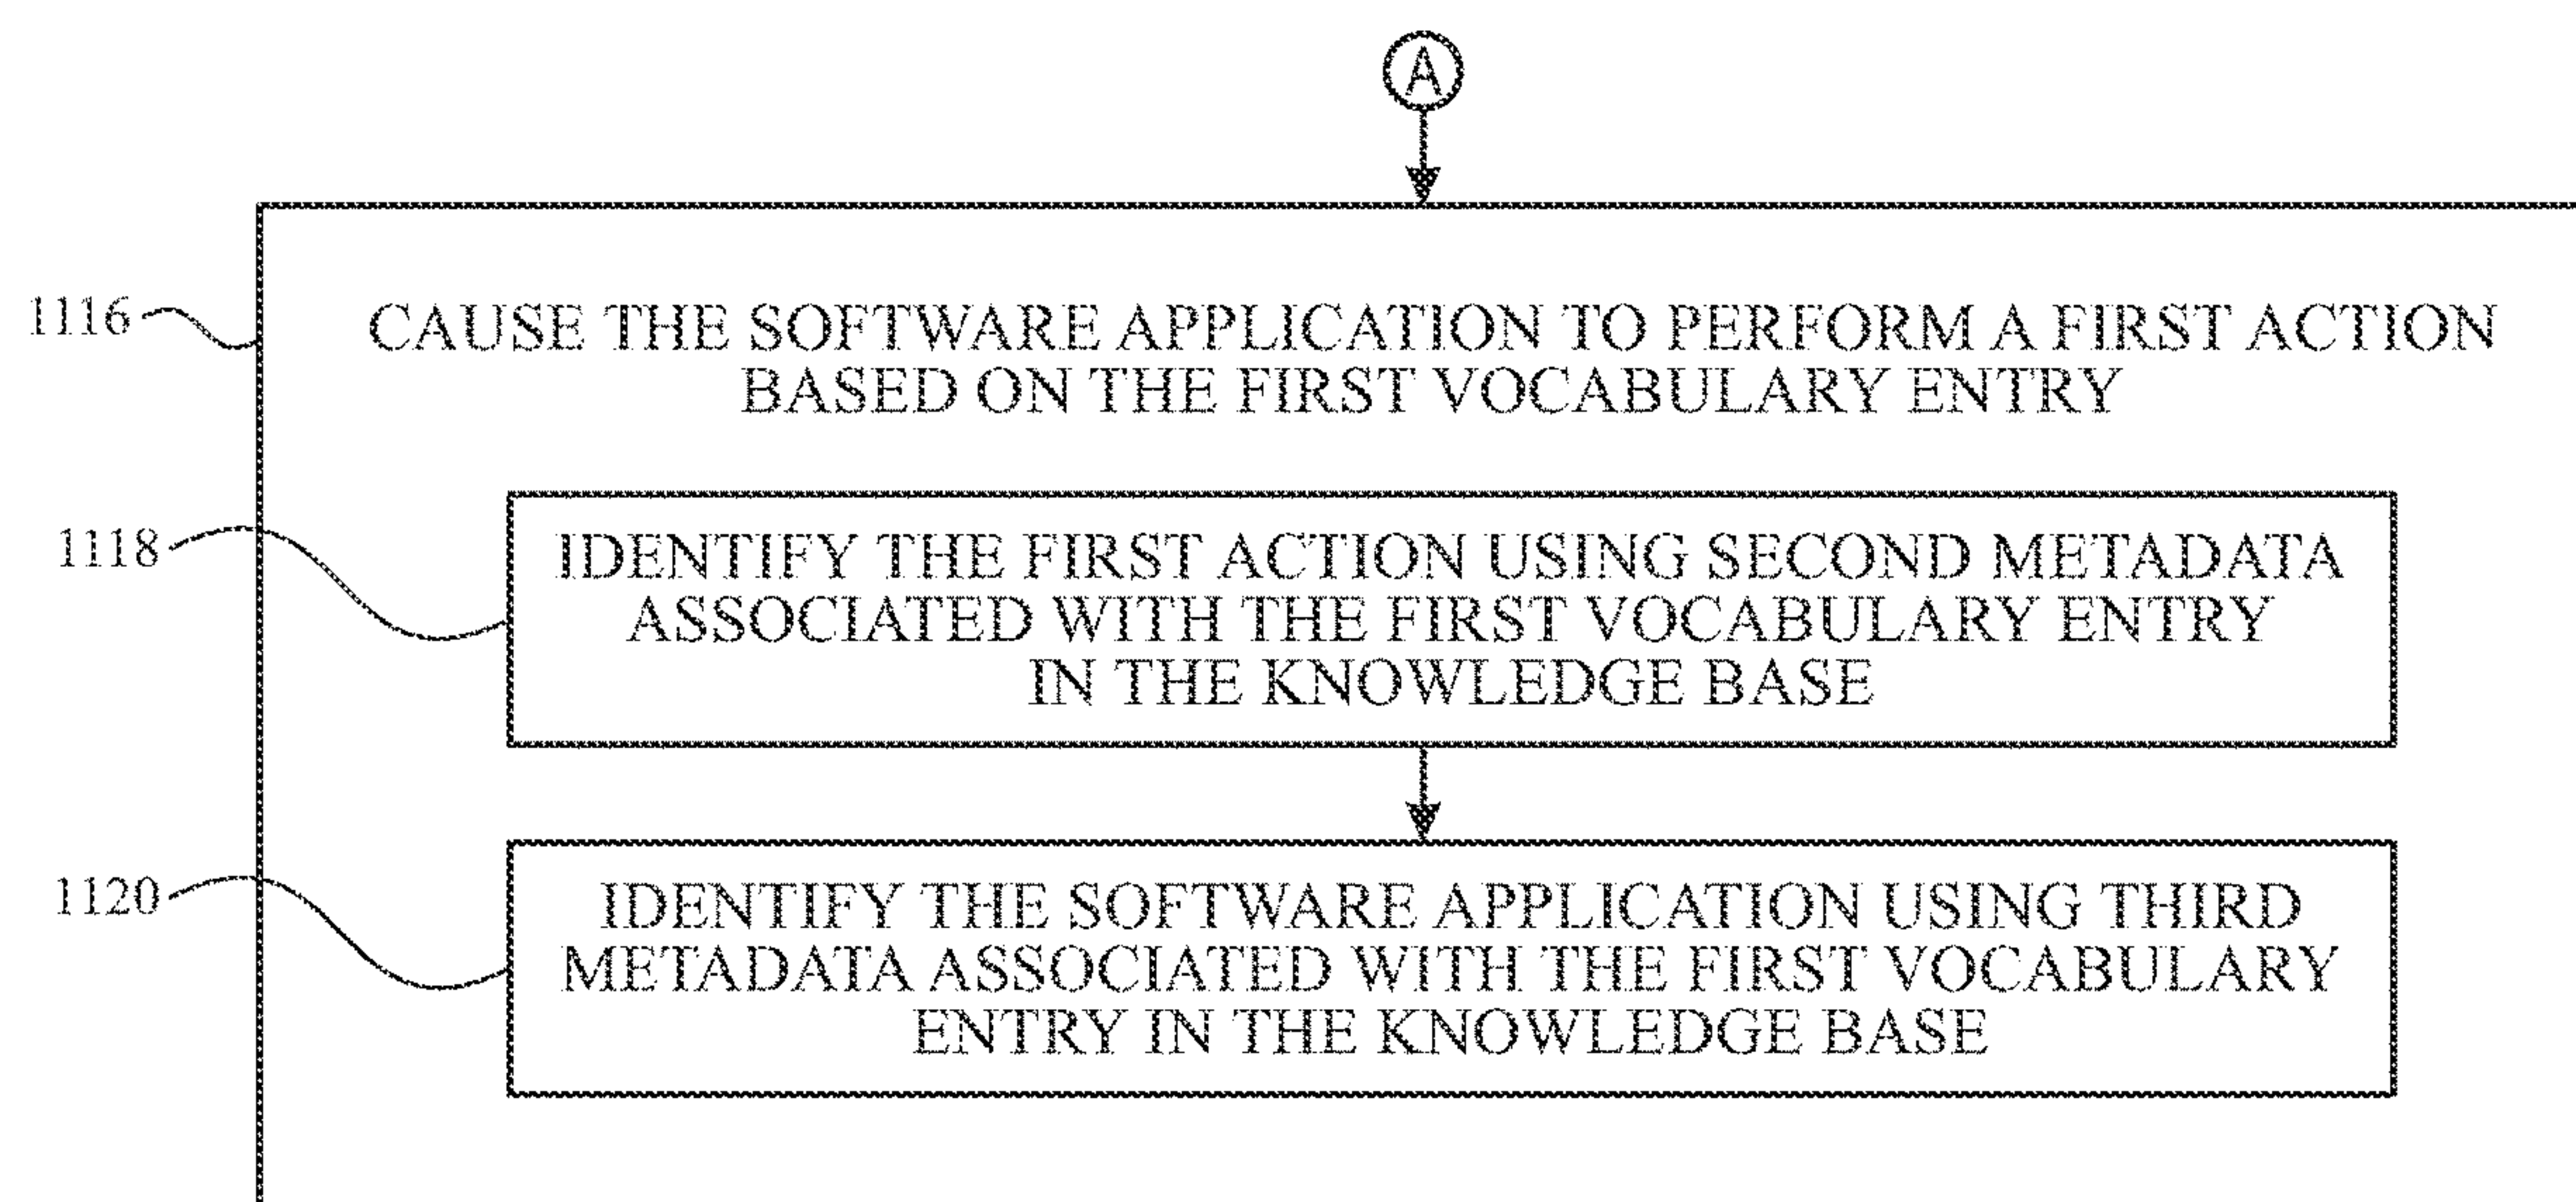 A
1116
CAUSE THE SOFTWARE APPLICATION TO PERFORM A FIRST ACTION
BASED ON THE FIRST VOCABULARY ENTRY
1118
IDENTIFY THE FIRST ACTION USING SECOND METADATA
ASSOCIATED WITH THE FIRST VOCABULARY ENTRY
IN THE KNOWLEDGE BASE
1120
IDENTIFY THE SOFTWARE APPLICATION USING THIRD
METADATA ASSOCIATED WITH THE FIRST VOCABULARY
ENTRY IN THE KNOWLEDGE BASE